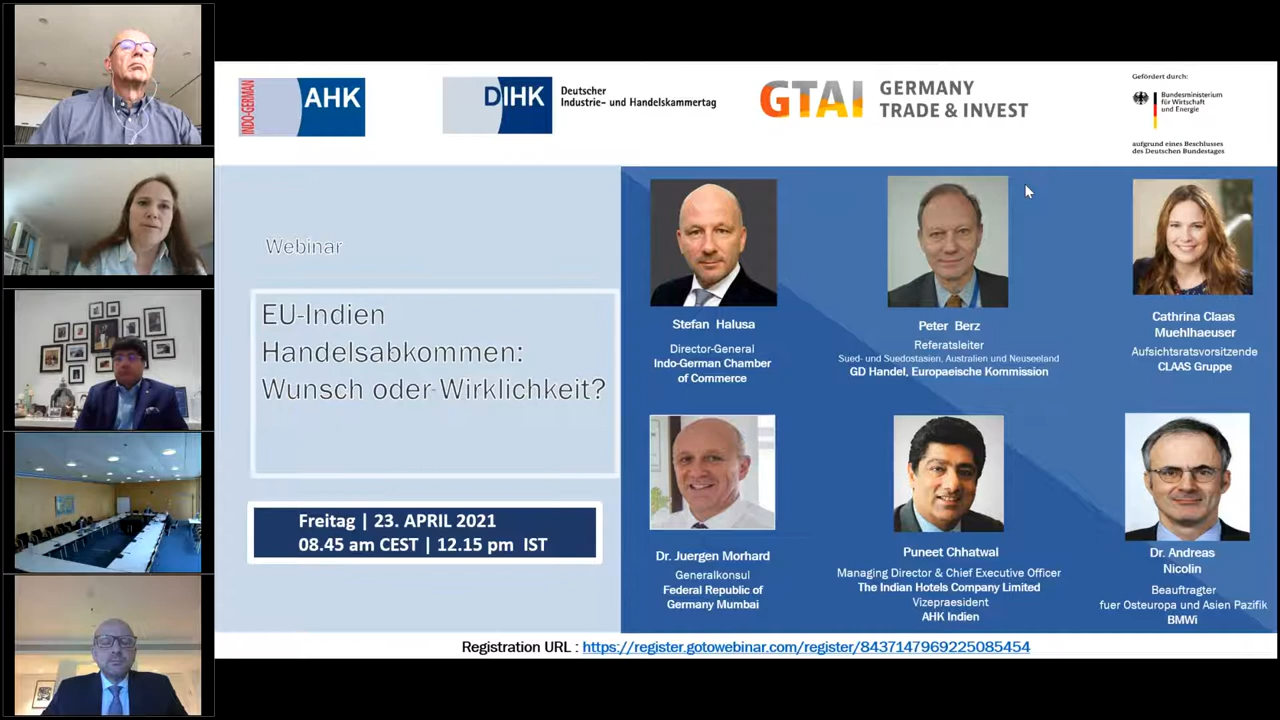 INDO-GERMAN
AHK
DIHK
Deutscher
Industrie- und Handelskammertag
GTAI
GERMANY
TRADE & INVEST
Gefördert durch:
Bundesministerium
für Wirtschaft
und Energie
aufgrund eines Beschlusses
des Deutschen Bundestages
Webinar
EU-Indien
Handelsabkommen:
Wunsch oder Wirklichkeit?
Freitag | 23. APRIL 2021
08.45 am CEST | 12.15 pm IST
Stefan Halusa
Director-General
Indo-German Chamber
of Commerce
Peter Berz
Referatsleiter
Sued- und Suedostasien, Australien und Neuseeland
GD Handel, Europaeische Kommission
Cathrina Claas
Muehlhaeuser
Aufsichtsratsvorsitzende
CLAAS Gruppe
Dr. Juergen Morhard
Generalkonsul
Federal Republic of
Germany Mumbai
Puneet Chhatwal
Managing Director & Chief Executive Officer
The Indian Hotels Company Limited
Vizepraesident
AHK Indien
Dr. Andreas
Nicolin
Beauftragter
fuer Osteuropa und Asien Pazifik
BMWi
Registration URL : https://register.gotowebinar.com/register/8437147969225085454